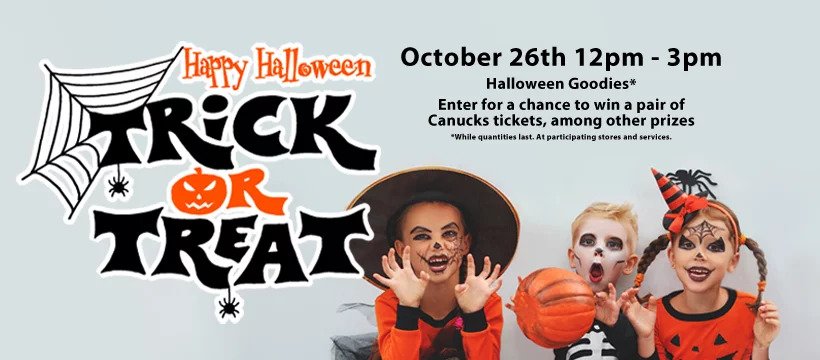 Happy Halloween
TRICK
OR
TREAT
October 26th 12pm - 3pm
Halloween Goodies*
Enter for a chance to win a pair of
Canucks tickets, among other prizes
*While quantities last. At participating stores and services.